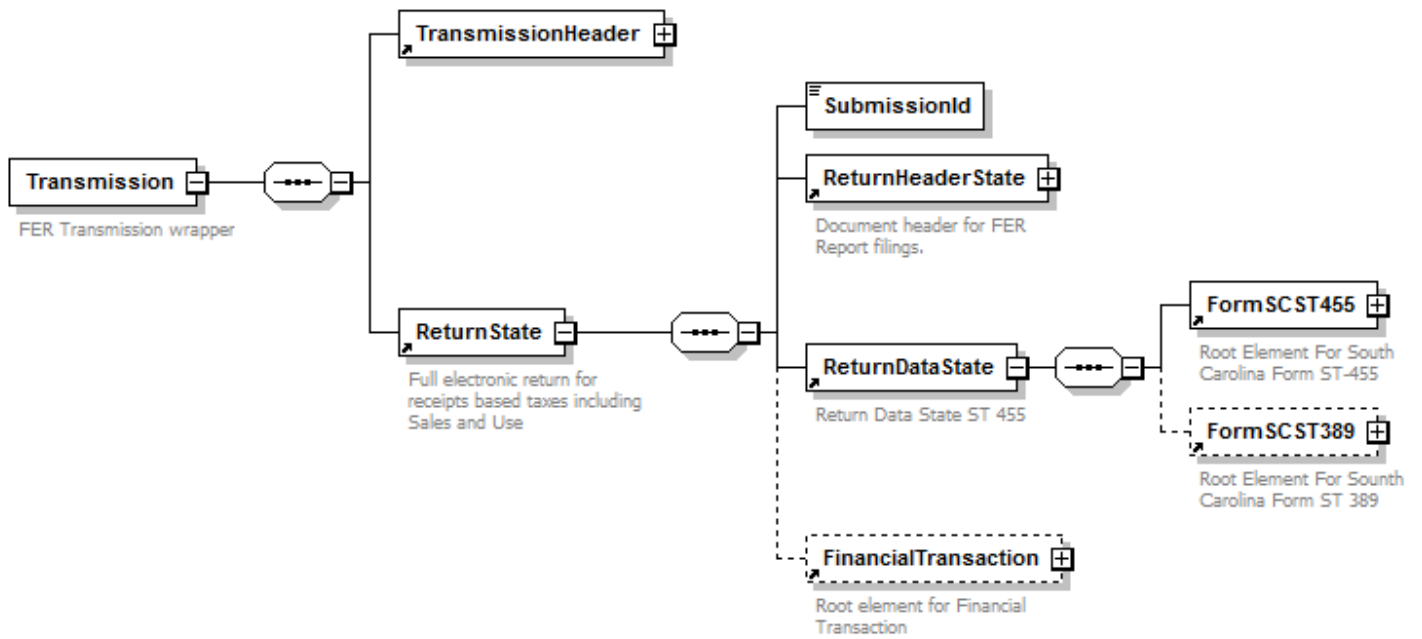 TransmissionHeader
SubmissionId
Transmission
FER Transmission wrapper
ReturnHeaderState
Document header for FER
Report filings.
ReturnState
Full electronic return for
receipts based taxes including
Sales and Use
ReturnDataState
Return Data State ST 455
FormSCST455
Root Element For South
Carolina Form ST-455
FormSCST389
Root Element For Sounth
Carolina Form ST 389
FinancialTransaction
Root element for Financial
Transaction